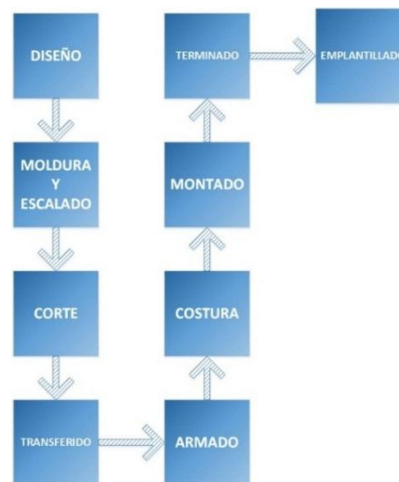 DISEÑO
MOLDURA
Y
ESCALADO
CORTE
TRANSFERIDO
ARMADO
COSTURA
MONTADO
TERMINADO
EMPLANTILLADO